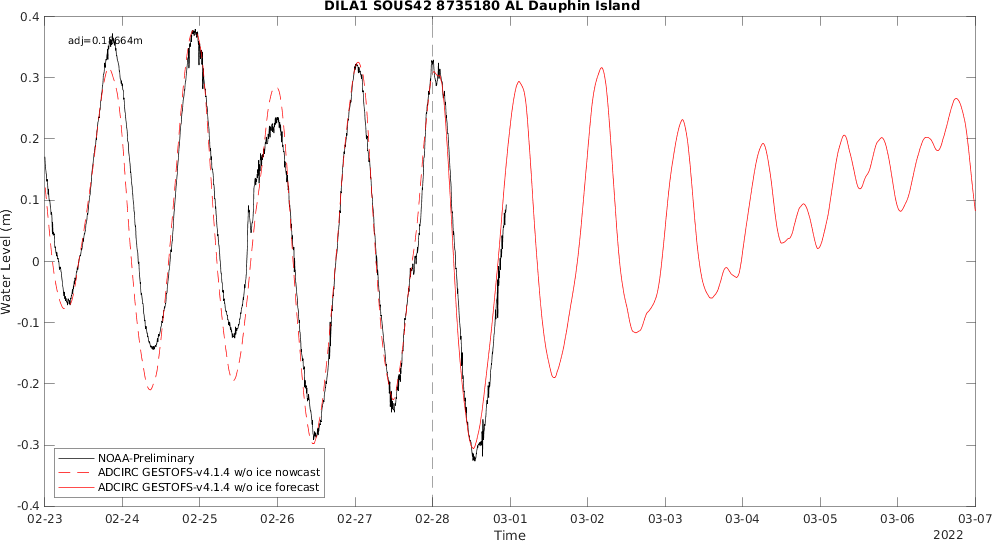 DILA1 SOUS42 8735180 AL Dauphin Island
0.4
0.3
0.2
0.1
0
-0.1
-0.2
-0.3
-0.4
Water Level (m)
NOAA-Preliminary
ADCIRC GESTOFS-v4.1.4 w/o ice nowcast
ADCIRC GESTOFS-v4.1.4 w/o ice forecast
02-23 02-24 02-25 02-26 02-27 02-28 03-01 03-02 03-03 03-04 03-05 03-06 03-07
Time
2022